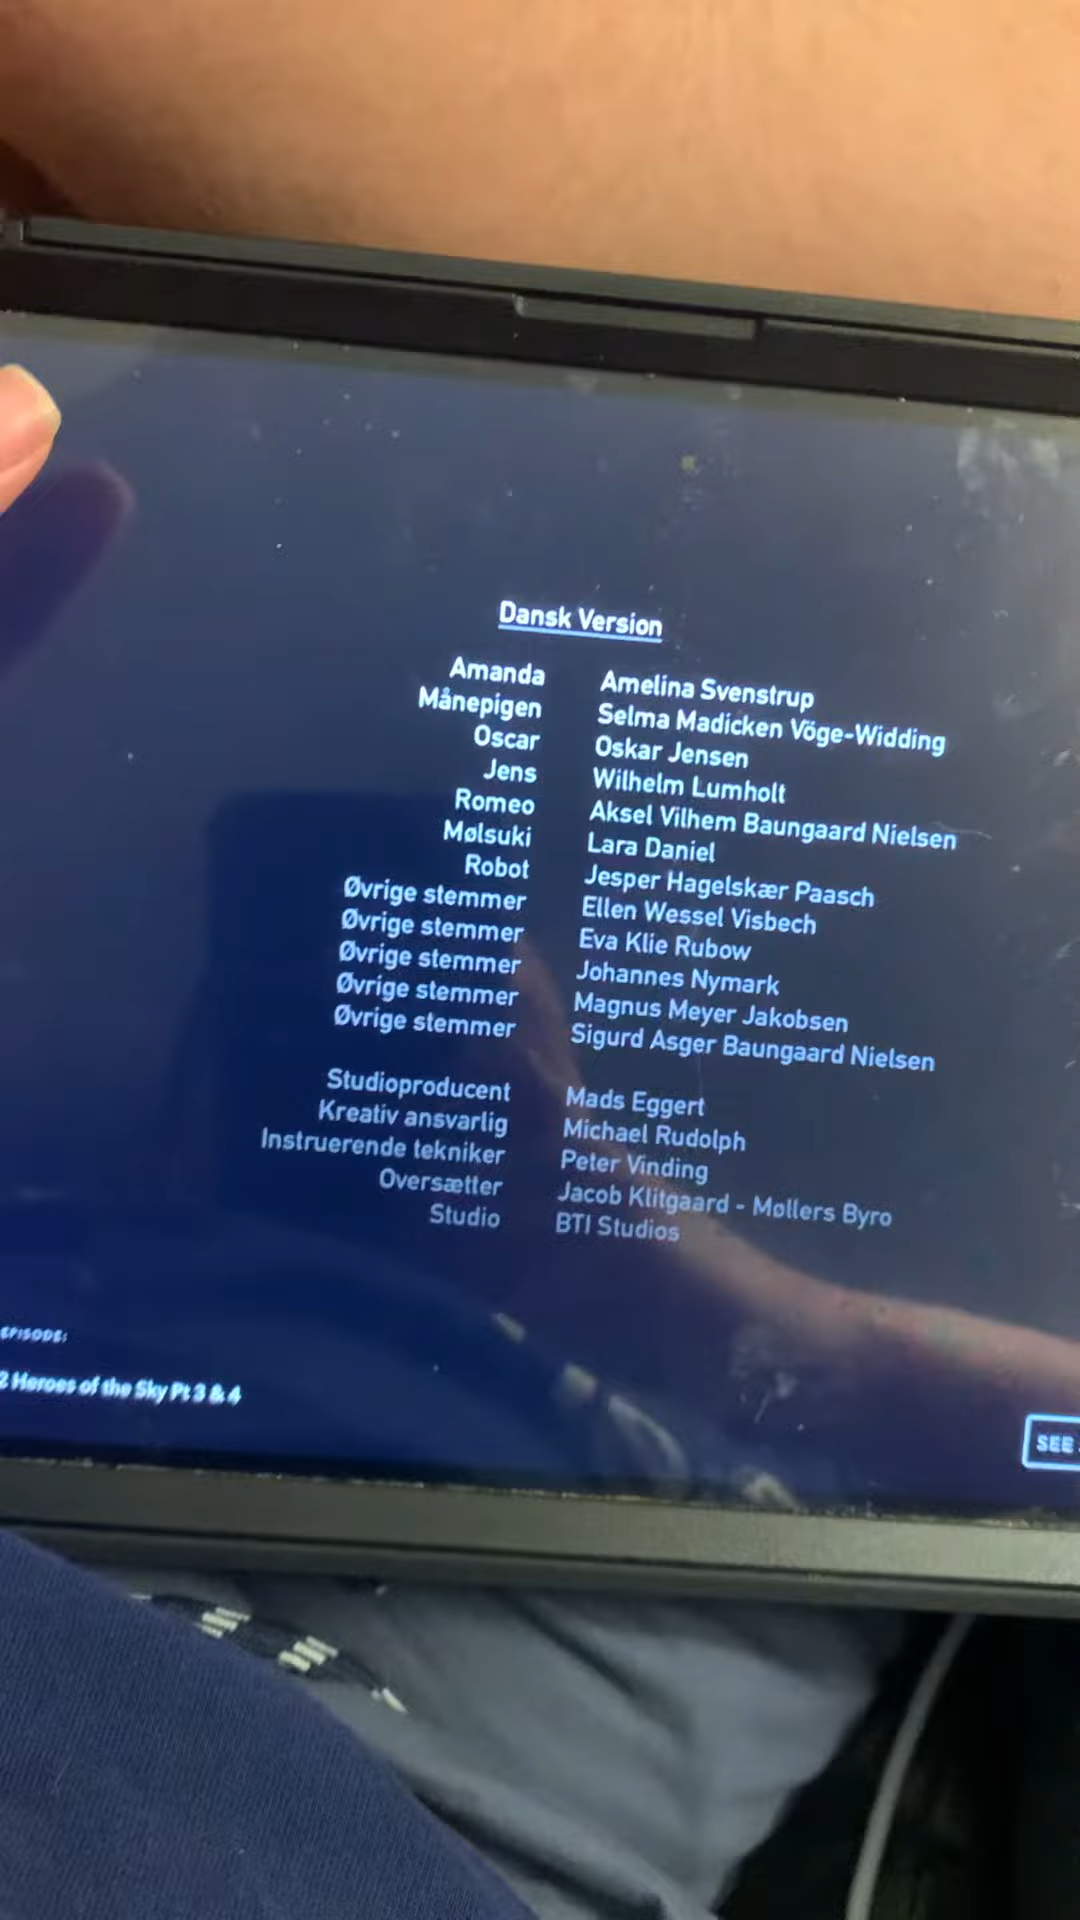 Dansk Version
Amanda Amelina Svenstrup
Månepigen Selma Madicken Vöge-Widding
Oscar Oskar Jensen
Jens Wilhelm Lumholt
Romeo Aksel Vilhem Baungaard Nielsen
Mølsuki Lara Daniel
Robot Jesper Hagelskær Paasch
Øvrige stemmer Ellen Wessel Visbech
Øvrige stemmer Eva Klie Rubow
Øvrige stemmer Johannes Nymark
Øvrige stemmer Magnus Meyer Jakobsen
Øvrige stemmer Sigurd Asger Baungaard Nielsen
Studioproducent Mads Eggert
Kreativ ansvarlig Michael Rudolph
Instruerende tekniker Peter Vinding
Oversætter Jacob Klitgaard - Møllers Byro
Studio BTI Studios
EPISODE:
2 Heroes of the Sky Pt 3 & 4
SEE